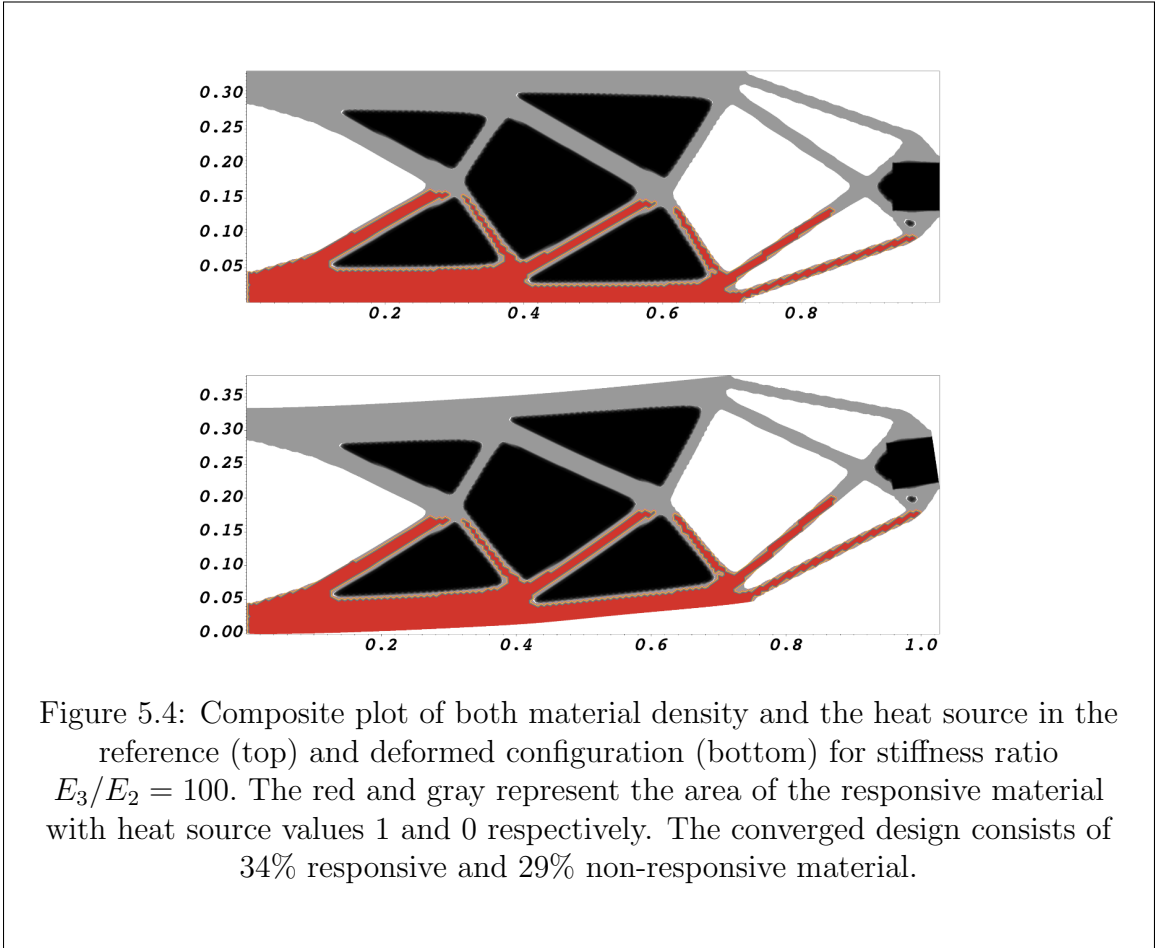 0.30
0.25
0.20
0.15
0.10
0.05
0.2 0.4 0.6 0.8
0.35
0.30
0.25
0.20
0.15
0.10
0.05
0.00
0.2 0.4 0.6 0.8 1.0
Figure 5.4: Composite plot of both material density and the heat source in the
reference (top) and deformed configuration (bottom) for stiffness ratio
E₃/E₂ = 100. The red and gray represent the area of the responsive material
with heat source values 1 and 0 respectively. The converged design consists of
34% responsive and 29% non-responsive material.